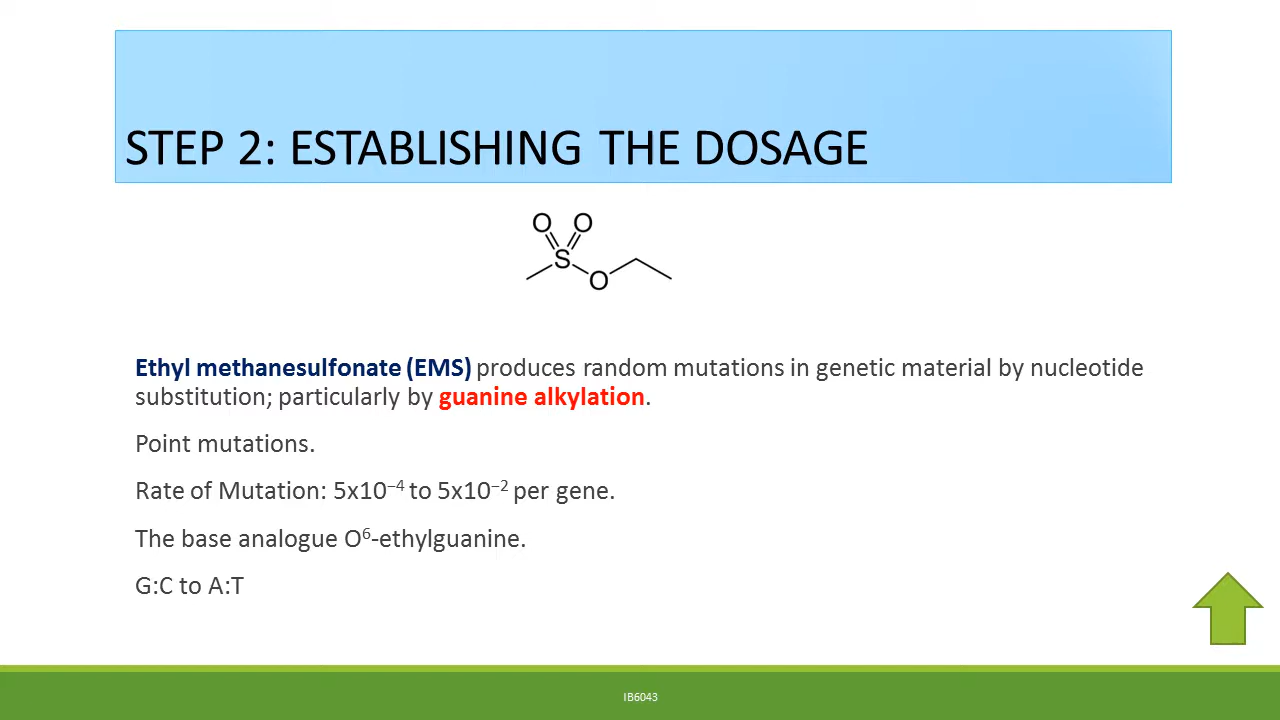 STEP 2: ESTABLISHING THE DOSAGE
O O
S
O
Ethyl methanesulfonate (EMS) produces random mutations in genetic material by nucleotide
substitution; particularly by guanine alkylation.
Point mutations.
Rate of Mutation: 5x10⁻⁴ to 5x10⁻² per gene.
The base analogue O⁶-ethylguanine.
G:C to A:T
IB6043